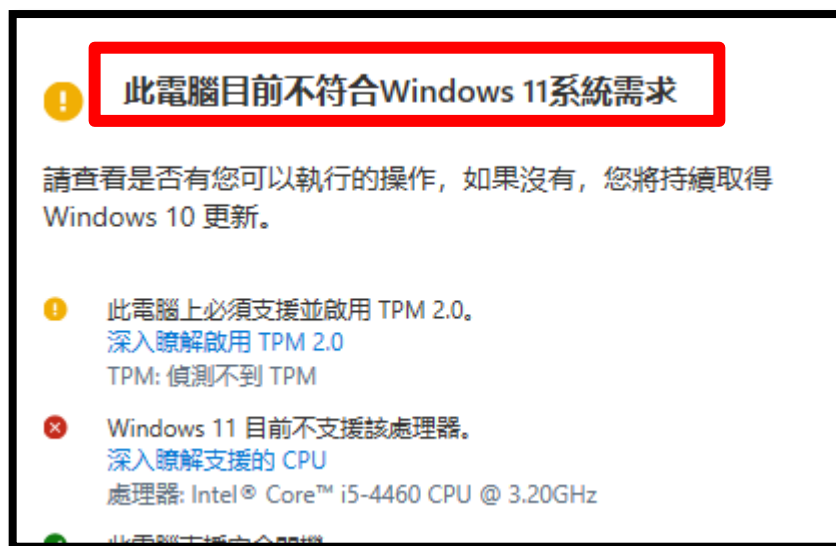 此電腦目前不符合Windows 11系統需求
請查看是否有您可以執行的操作，如果沒有，您將持續取得
Windows 10 更新。
此電腦上必須支援並啟用 TPM 2.0。
深入瞭解啟用 TPM 2.0
TPM: 偵測不到 TPM
Windows 11 目前不支援該處理器。
深入瞭解支援的 CPU
處理器: Intel® Core™ i5-4460 CPU @ 3.20GHz